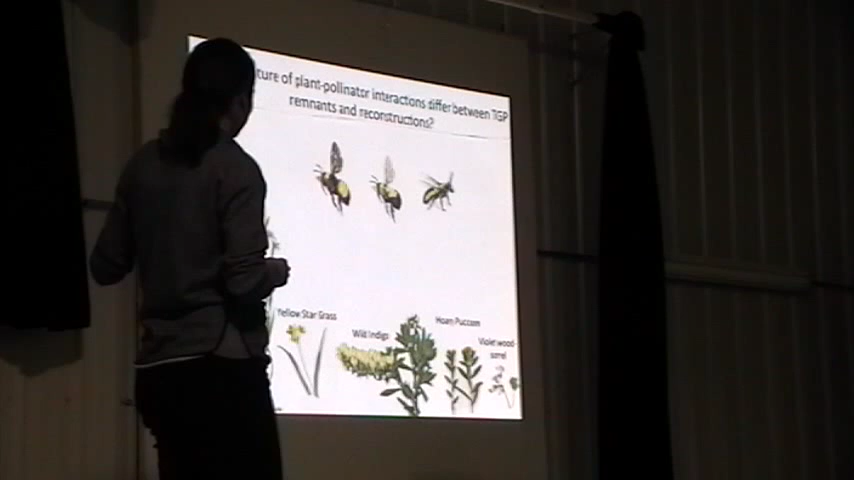 ture of plant-pollinator interactions differ between TGP
remnants and reconstructions?
Yellow Star Grass
Wild Indigo
Hoary Puccoon
Violet wood
sorrel